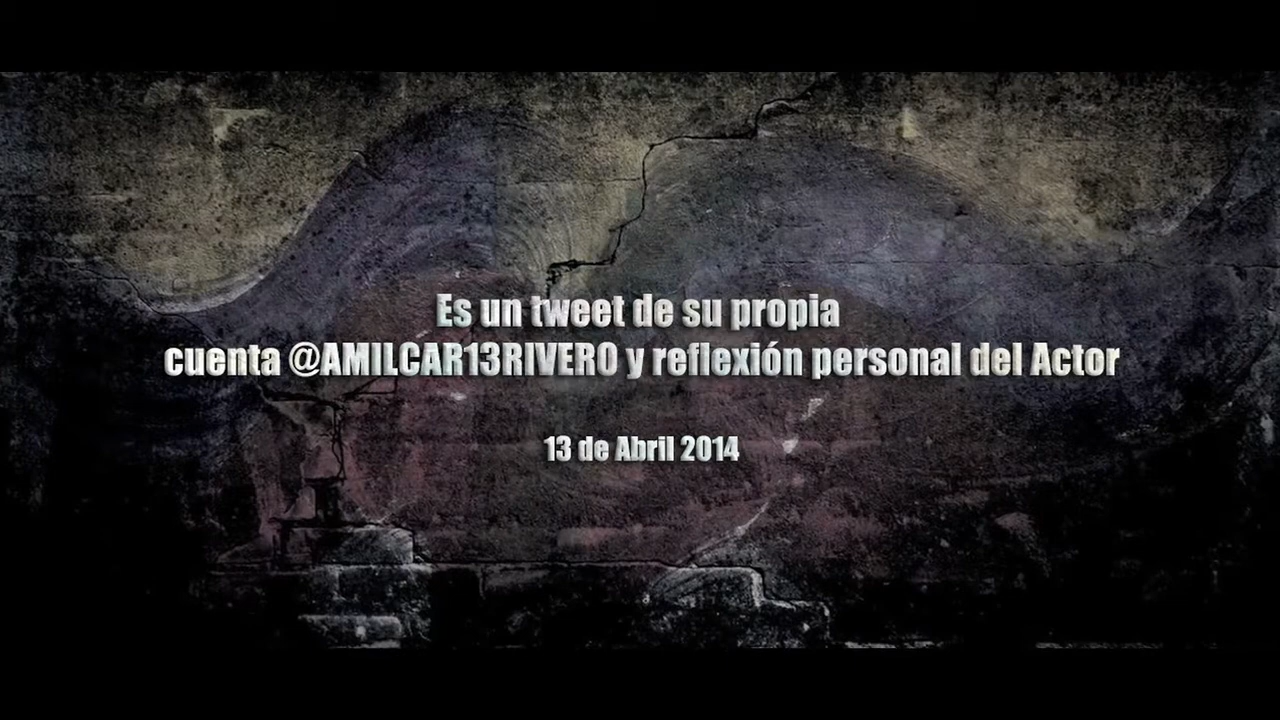 Es un tweet de su propia
cuenta @AMILCAR13RIVERO y reflexión personal del Actor
13 de Abril 2014